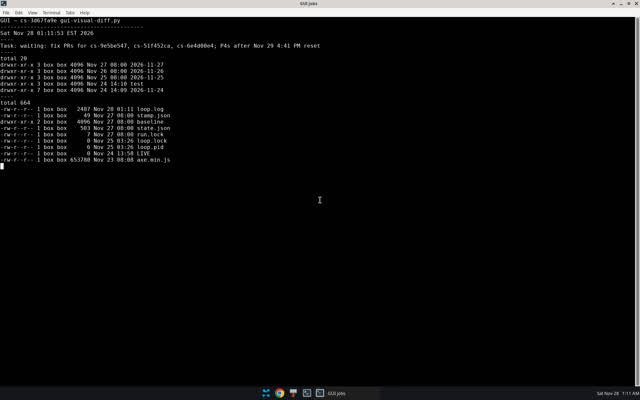 GUI jobs
File Edit View Terminal Tabs Help
GUI - cs-3d67fa9e gui-visual-diff.py
--------------------------------------------
Sat Nov 28 01:11:53 EST 2026
----
Task: waiting: fix PRs for cs-9e5be547, cs-51f452ca, cs-6e4d00e4; P4s after Nov 29 4:41 PM reset
----
total 20
drwxr-xr-x 3 box box 4096 Nov 27 08:00 2026-11-27
drwxr-xr-x 3 box box 4096 Nov 26 08:00 2026-11-26
drwxr-xr-x 3 box box 4096 Nov 25 08:00 2026-11-25
drwxr-xr-x 3 box box 4096 Nov 24 14:10 test
drwxr-xr-x 7 box box 4096 Nov 24 14:09 2026-11-24
----
total 664
-rw-r--r-- 1 box box 2487 Nov 28 01:11 loop.log
-rw-r--r-- 1 box box 49 Nov 27 08:00 stamp.json
drwxr-xr-x 2 box box 4096 Nov 27 08:00 baseline
-rw-r--r-- 1 box box 503 Nov 27 08:00 state.json
-rw-r--r-- 1 box box 7 Nov 27 08:00 run.lock
-rw-r--r-- 1 box box 0 Nov 25 03:26 loop.lock
-rw-r--r-- 1 box box 6 Nov 25 03:26 loop.pid
-rw-r--r-- 1 box box 0 Nov 24 13:58 LIVE
-rw-r--r-- 1 box box 653780 Nov 23 08:08 axe.min.js
GUI jobs
Sat Nov 28 7:11 AM